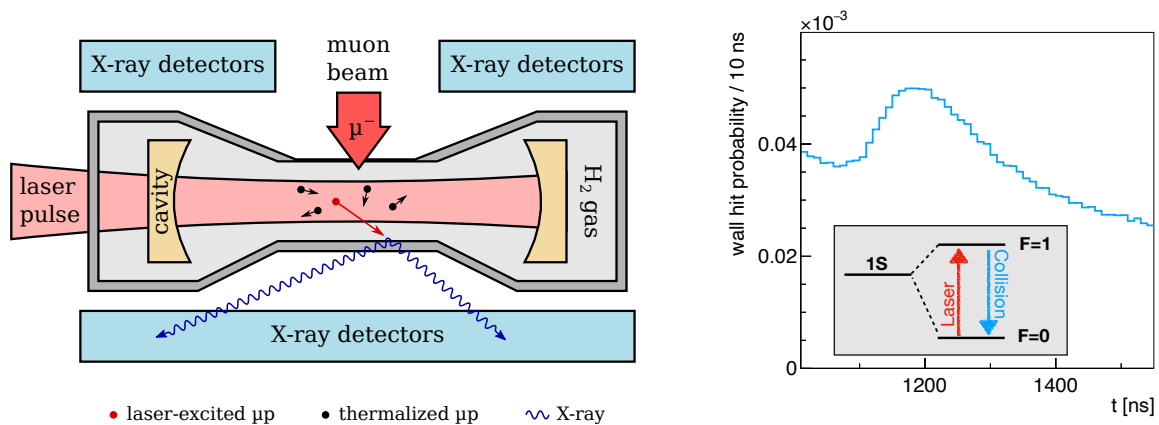 X-ray detectors
muon
beam
X-ray detectors
µ⁻
laser
pulse
cavity
H₂ gas
X-ray detectors
laser-excited µp
thermalized µp
X-ray
×10⁻³
wall hit probability / 10 ns
0.04
0.02
0
1S
F=1
Laser
Collision
F=0
1200
1400
t [ns]